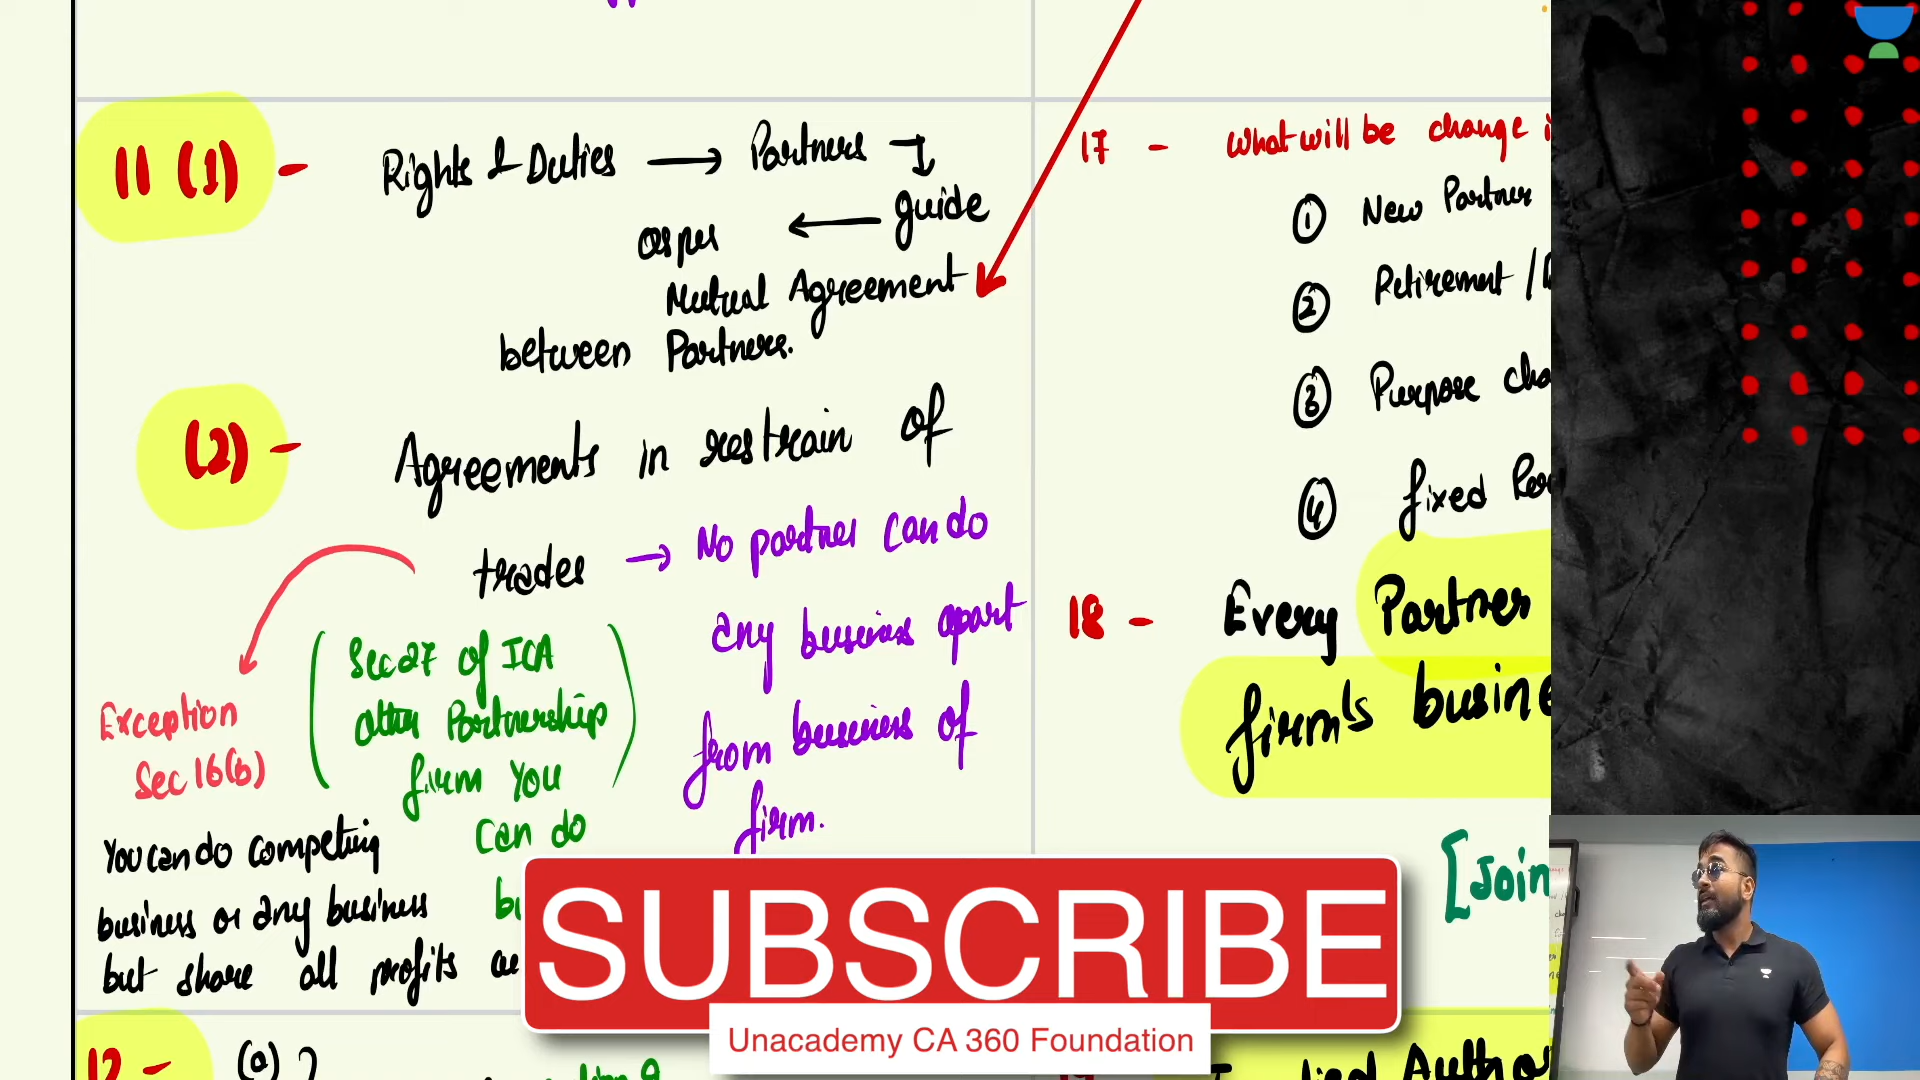 11 (1) - Rights & Duties → Partners
guide
as per
Mutual Agreement
between Partners.
(2) - Agreements in restrain of
trades → No partner can do
any business apart
from business of
firm.
(Sec 27 of ICA
other Partnership
firm You
can do
Exception
Sec 16(b)
You can do competing
business or any business
but share all profits
12 - (a)
17 - What will be change
① New Partner
② Retirement /
③ Purpose
④ fixed
18 - Every Partner
firm's
[Join
SUBSCRIBE
Unacademy CA 360 Foundation